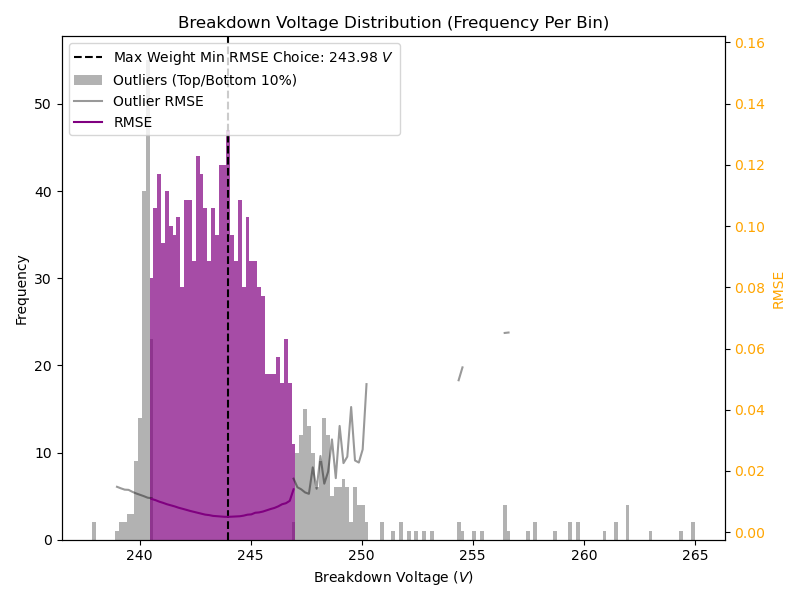 Breakdown Voltage Distribution (Frequency Per Bin)
Max Weight Min RMSE Choice: 243.98 V
Outliers (Top/Bottom 10%)
Outlier RMSE
RMSE
Frequency
0
10
20
30
40
50
240
245
250
255
260
265
Breakdown Voltage (V)
0.00
0.02
0.04
0.06
0.08
0.10
0.12
0.14
0.16
RMSE